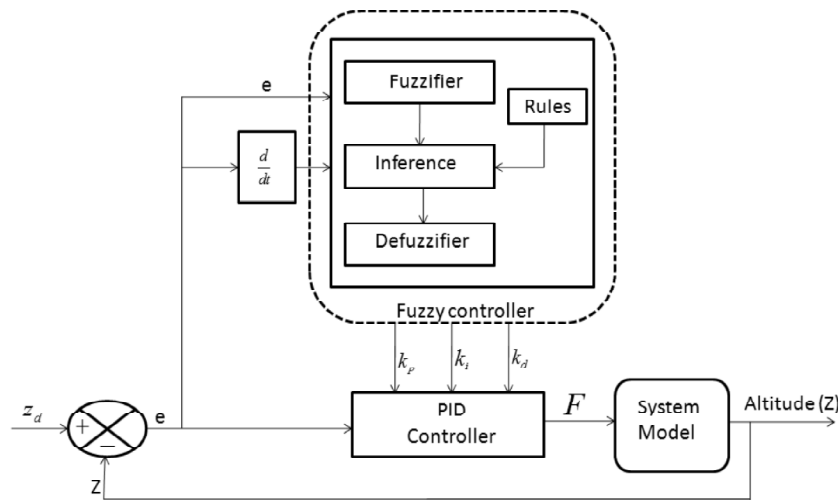 e
Fuzzifier
Rules
d
dt
Inference
Defuzzifier
Fuzzy controller
k_p k_i k_d
z_d
+
−
e
Z
PID
Controller
F
System
Model
Altitude (Z)